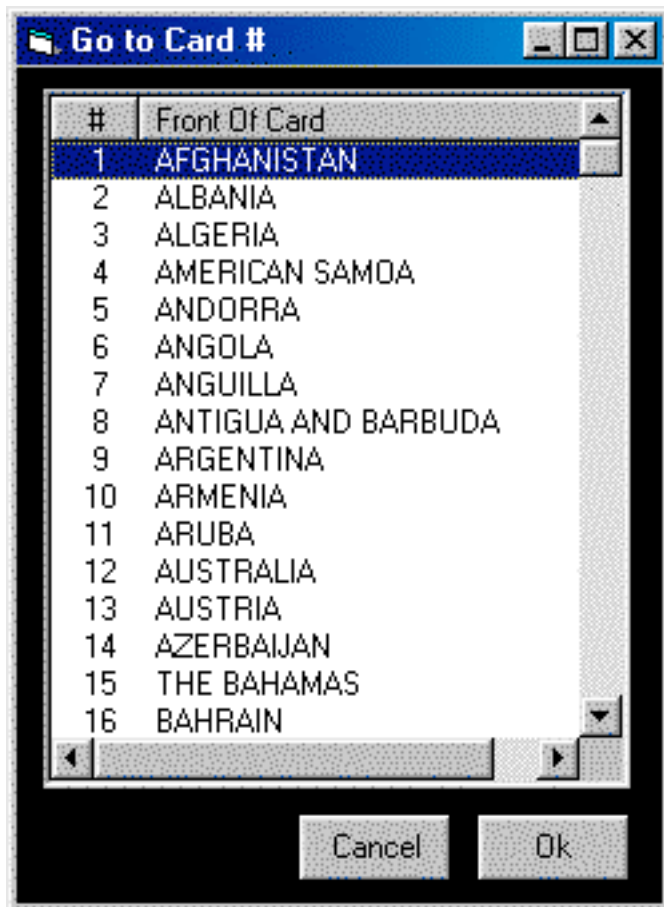 Go to Card #
# Front Of Card
1 AFGHANISTAN
2 ALBANIA
3 ALGERIA
4 AMERICAN SAMOA
5 ANDORRA
6 ANGOLA
7 ANGUILLA
8 ANTIGUA AND BARBUDA
9 ARGENTINA
10 ARMENIA
11 ARUBA
12 AUSTRALIA
13 AUSTRIA
14 AZERBAIJAN
15 THE BAHAMAS
16 BAHRAIN
Cancel Ok